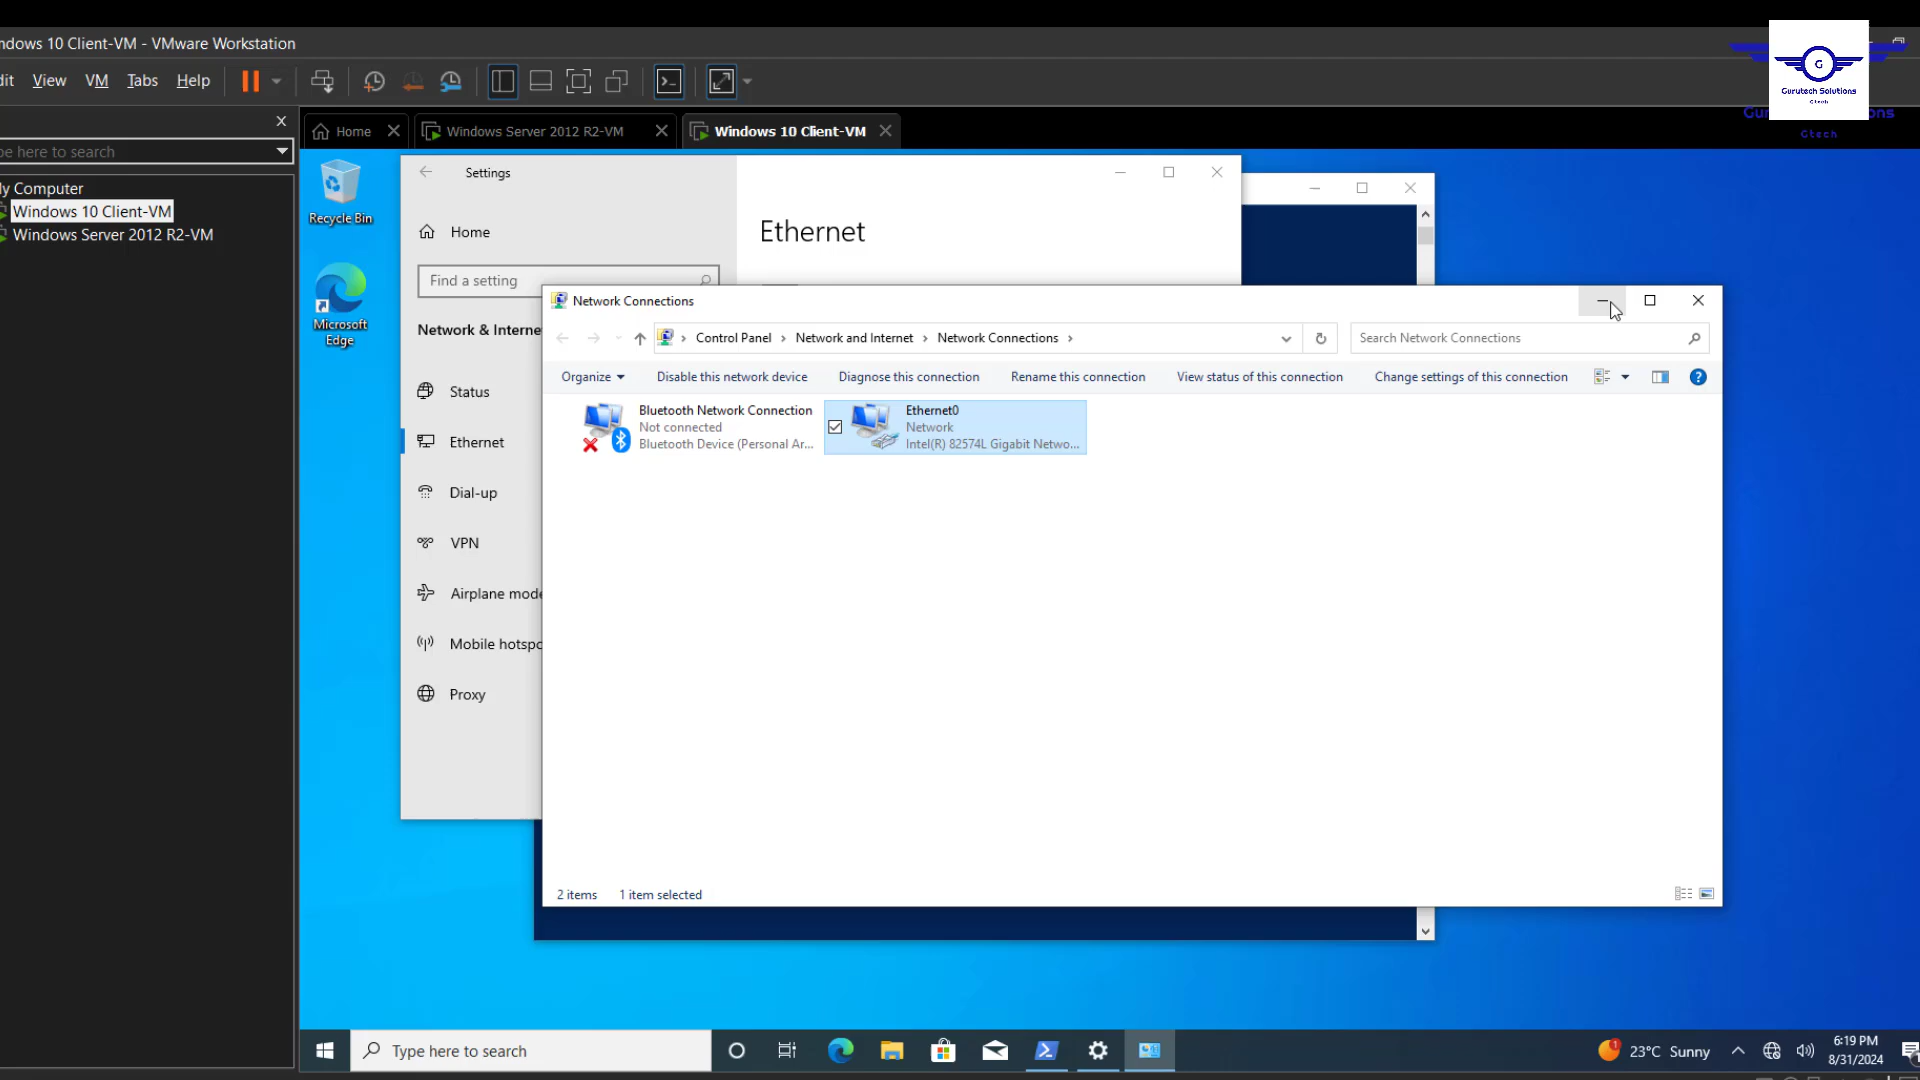 ndows 10 Client-VM - VMware Workstation
dit View VM Tabs Help
G
Gurutech Solutions
Gtech
Gtech
pe here to search
Home
Windows Server 2012 R2-VM
Windows 10 Client-VM
y Computer
Windows 10 Client-VM
Windows Server 2012 R2-VM
Recycle Bin
Microsoft
Edge
Settings
Home
Find a setting
Network & Interne
Status
Ethernet
Dial-up
VPN
Airplane mode
Mobile hotspo
Proxy
Ethernet
Network Connections
Control Panel > Network and Internet > Network Connections >
Search Network Connections
Organize
Disable this network device
Diagnose this connection
Rename this connection
View status of this connection
Change settings of this connection
Bluetooth Network Connection
Not connected
Bluetooth Device (Personal Ar...
Ethernet0
Network
Intel(R) 82574L Gigabit Netwo...
2 items
1 item selected
Type here to search
1
23°C Sunny
6:19 PM
8/31/2024